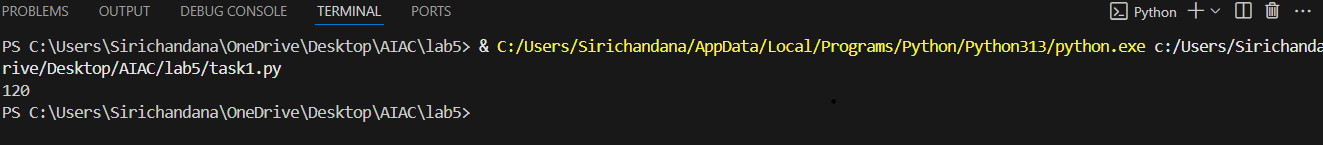 PROBLEMS OUTPUT DEBUG CONSOLE TERMINAL PORTS Python
PS C:\Users\Sirichandana\OneDrive\Desktop\AIAC\lab5> & C:/Users/Sirichandana/AppData/Local/Programs/Python/Python313/python.exe c:/Users/Sirichanda
rive/Desktop/AIAC/lab5/task1.py
120
PS C:\Users\Sirichandana\OneDrive\Desktop\AIAC\lab5>